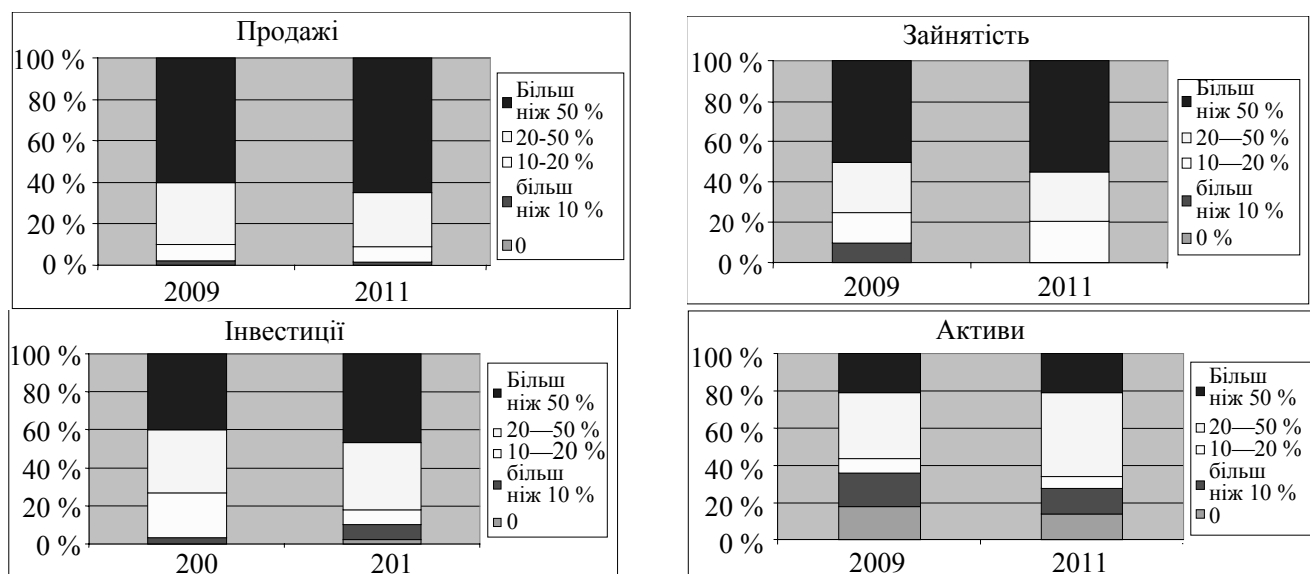 Продажі
100 %
80 %
60 %
40 %
20 %
0 %
2009
2011
Більш
ніж 50 %
20-50 %
10-20 %
більш
ніж 10 %
0
Зайнятість
100 %
80 %
60 %
40 %
20 %
0 %
2009
2011
Більш
ніж 50 %
20—50 %
10—20 %
більш
ніж 10 %
0 %
Інвестиції
100 %
80 %
60 %
40 %
20 %
0 %
200
201
Більш
ніж 50 %
20—50 %
10—20 %
більш
ніж 10 %
0
Активи
100 %
80 %
60 %
40 %
20 %
0 %
2009
2011
Більш
ніж 50 %
20—50 %
10—20 %
більш
ніж 10 %
0